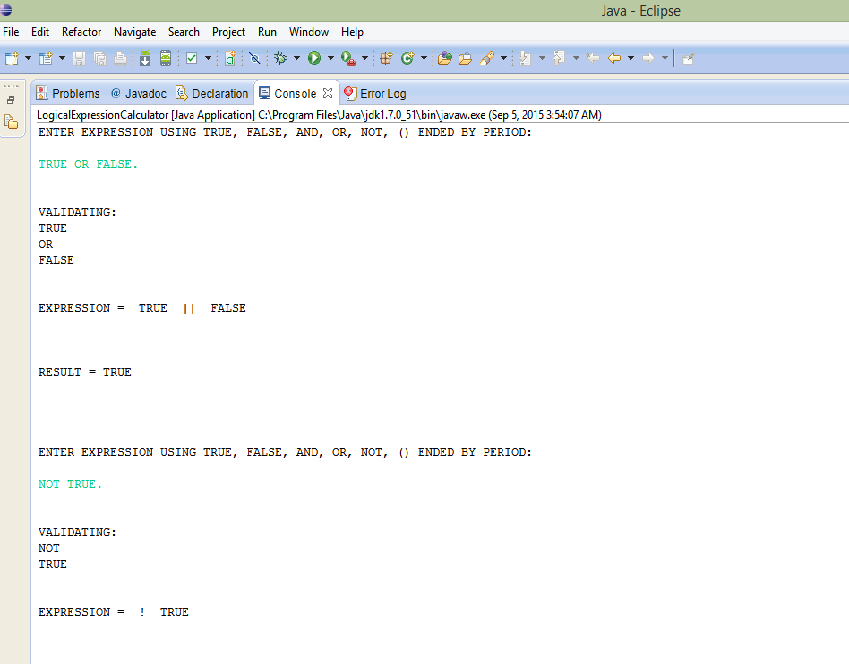 Java - Eclipse
File Edit Refactor Navigate Search Project Run Window Help
Problems @ Javadoc Declaration Console Error Log
LogicalExpressionCalculator [Java Application] C:\Program Files\Java\jdk1.7.0_51\bin\javaw.exe (Sep 5, 2015 3:54:07 AM)
ENTER EXPRESSION USING TRUE, FALSE, AND, OR, NOT, () ENDED BY PERIOD:
TRUE OR FALSE.
VALIDATING:
TRUE
OR
FALSE
EXPRESSION = TRUE || FALSE
RESULT = TRUE
ENTER EXPRESSION USING TRUE, FALSE, AND, OR, NOT, () ENDED BY PERIOD:
NOT TRUE.
VALIDATING:
NOT
TRUE
EXPRESSION = ! TRUE